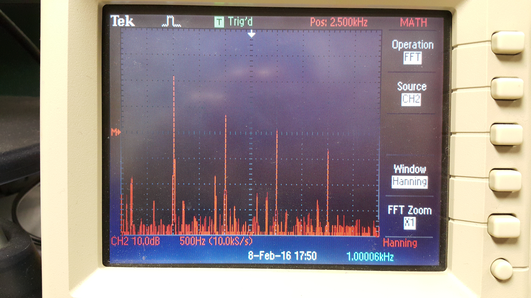 Tek T Trig'd Pos: 2.500kHz MATH
Operation
FFT
Source
CH2
M
Window
Hanning
FFT Zoom
X1
CH2 10.0dB 500Hz (10.0kS/s) Hanning
8-Feb-16 17:50 1.00006kHz